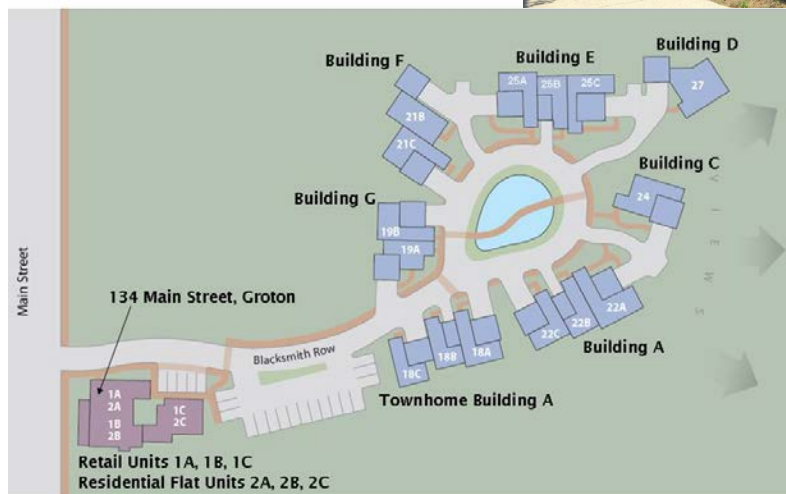 Building D
Building E
Building F
25A
25B
25C
27
21B
21C
Building C
24
VIEWS
Building G
19B
19A
Main Street
134 Main Street, Groton
22A
22B
22C
Building A
Blacksmith Row
18C
18B
18A
Townhome Building A
1A
2A
1B
2B
1C
2C
Retail Units 1A, 1B, 1C
Residential Flat Units 2A, 2B, 2C